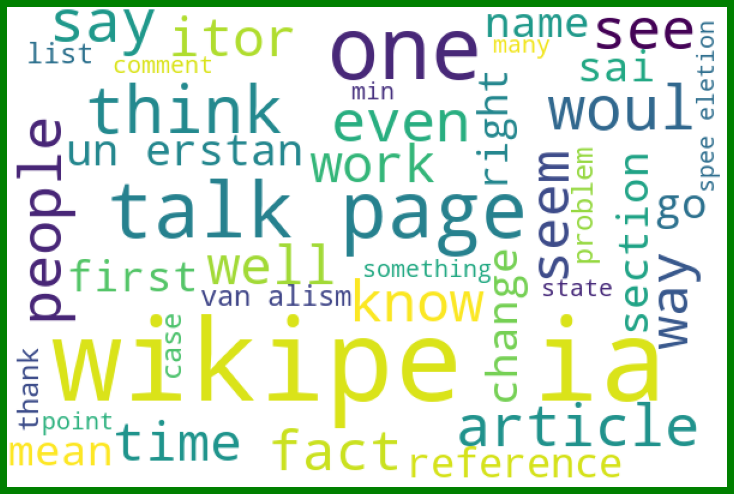 say
itor
one
name
see
list
comment
many
sai
spee eletion
think
min
even
right
woul
un erstan
work
people
talk page
seem
problem
section
go
first
well
something
van alism
know
change
state
way
wikipe ia
case
thank
point
mean
time
fact
article
reference